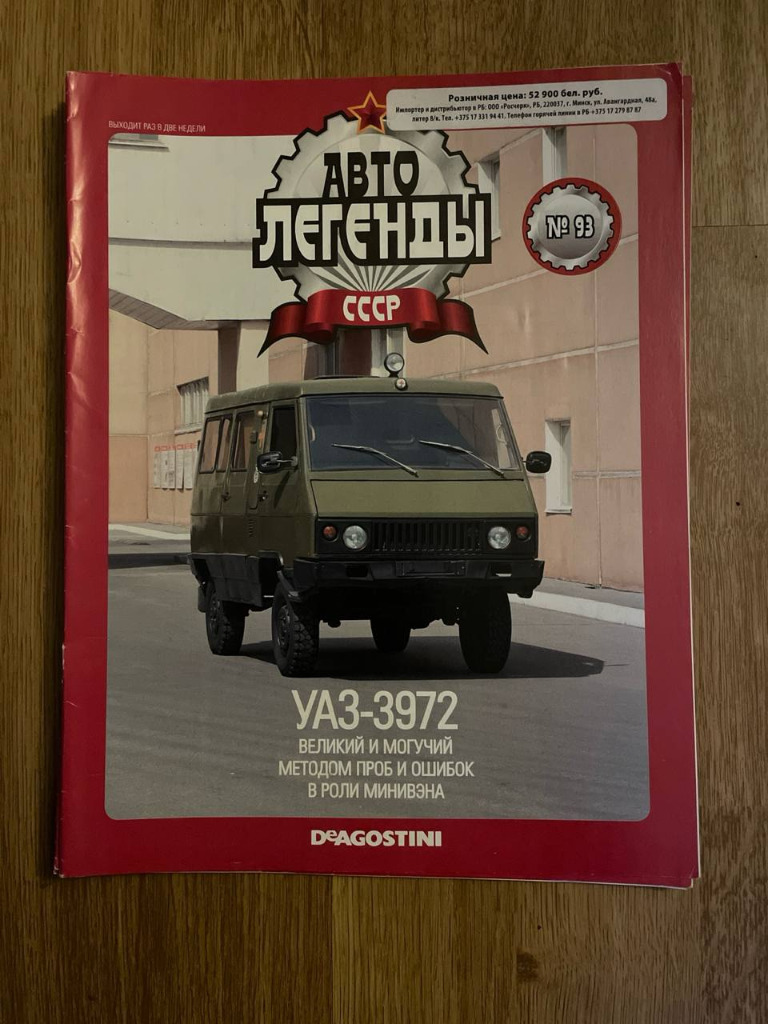 Розничная цена: 52 900 бел. руб.
Импортер и дистрибьютор в РБ: ООО «Росчерк», РБ, 220037, г. Минск, ул. Авангардная, 48а,
литер 8/к. Тел. +375 17 331 94 41. Телефон горячей линии в РБ +375 17 279 87 87
ВЫХОДИТ РАЗ В ДВЕ НЕДЕЛИ
АВТО
ЛЕГЕНДЫ
СССР
№ 93
УАЗ-3972
ВЕЛИКИЙ И МОГУЧИЙ
МЕТОДОМ ПРОБ И ОШИБОК
В РОЛИ МИНИВЭНА
DeAGOSTINI